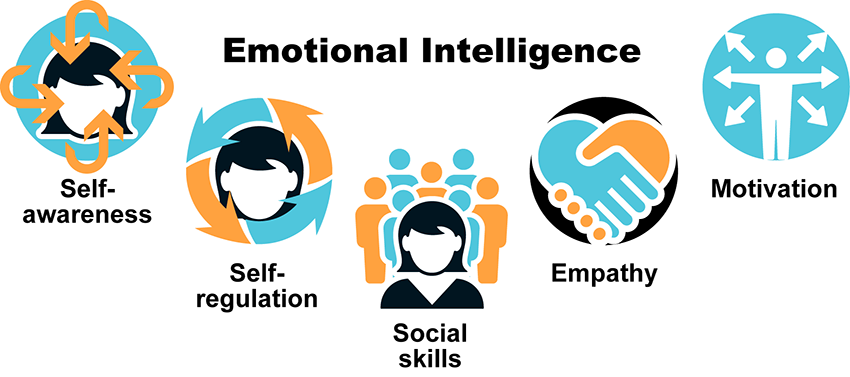 Emotional Intelligence
Self-
awareness
Self-
regulation
Social
skills
Empathy
Motivation